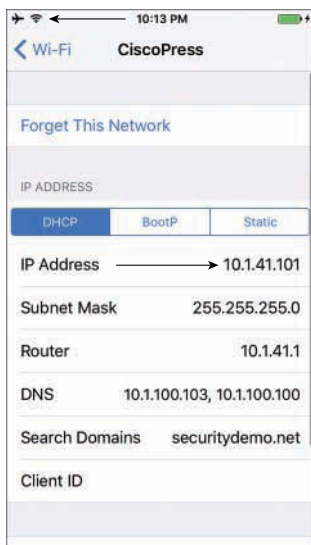 10:13 PM
Wi-Fi CiscoPress
Forget This Network
IP ADDRESS
DHCP BootP Static
IP Address 10.1.41.101
Subnet Mask 255.255.255.0
Router 10.1.41.1
DNS 10.1.100.103, 10.1.100.100
Search Domains securitydemo.net
Client ID